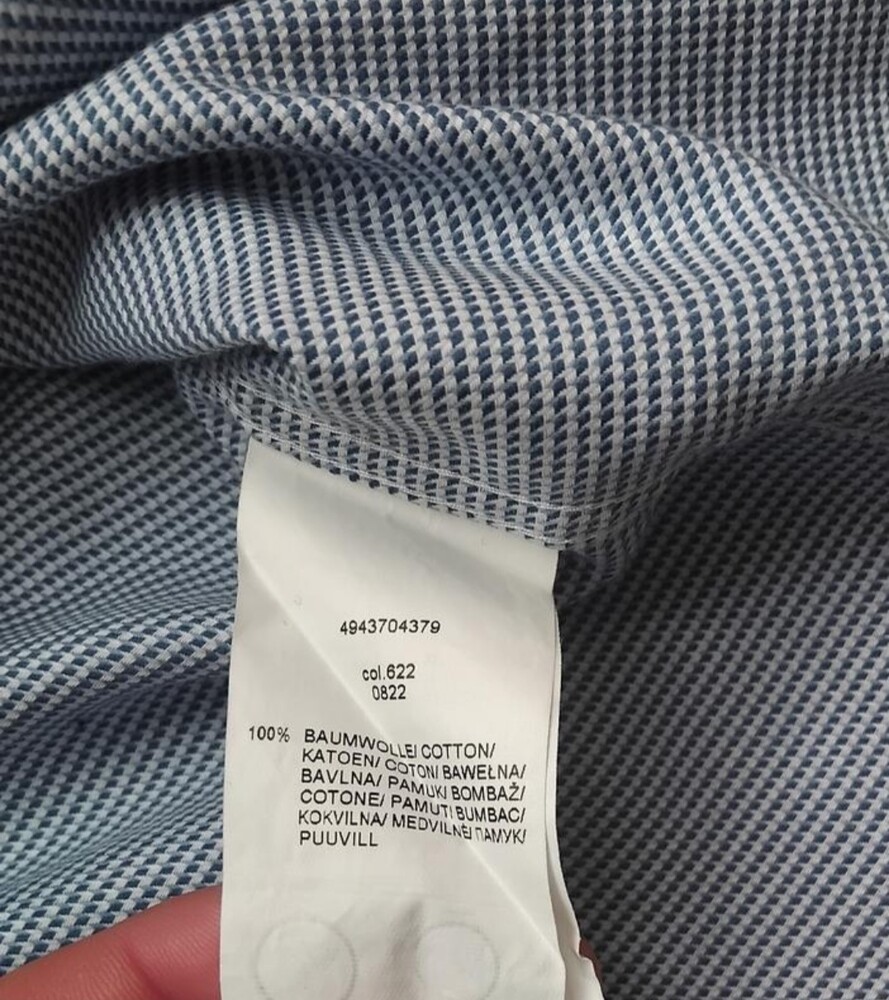 4943704379
col.622
0822
100% BAUMWOLLE/ COTTON/
KATOEN/ COTON/ BAWEŁNA/
BAVLNA/ PAMUK/ BOMBAŽ/
COTONE/ PAMUT/ BUMBAC/
KOKVILNA/ MEDVILNĖ/ ПАМУК/
PUUVILL